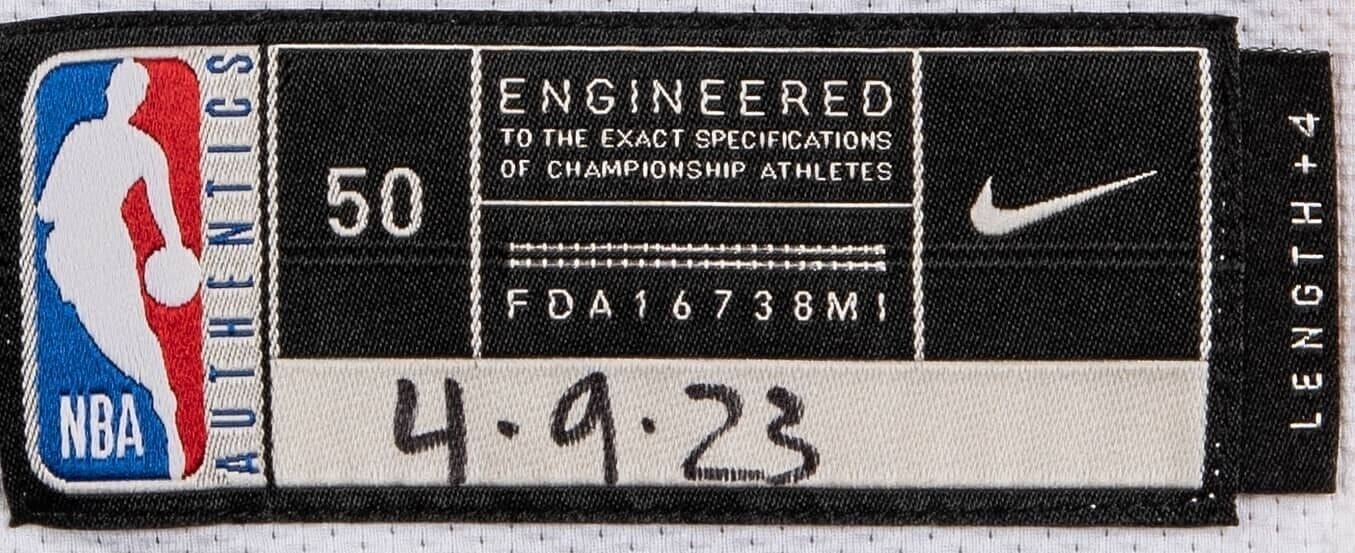 NBA
AUTHENTICS
50
ENGINEERED
TO THE EXACT SPECIFICATIONS
OF CHAMPIONSHIP ATHLETES
FDA16738MI
4.9.23
LENGTH+4